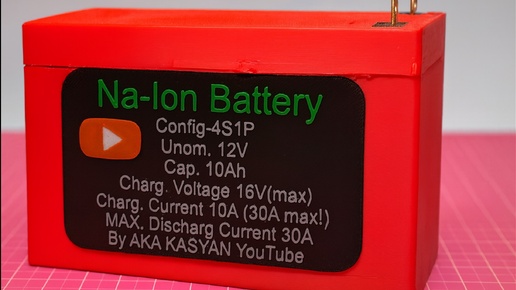 Na-Ion Battery
Config-4S1P
Unom. 12V
Cap. 10Ah
Charg. Voltage 16V(max)
Charg. Current 10A (30A max!)
MAX. Discharg Current 30A
By AKA KASYAN YouTube